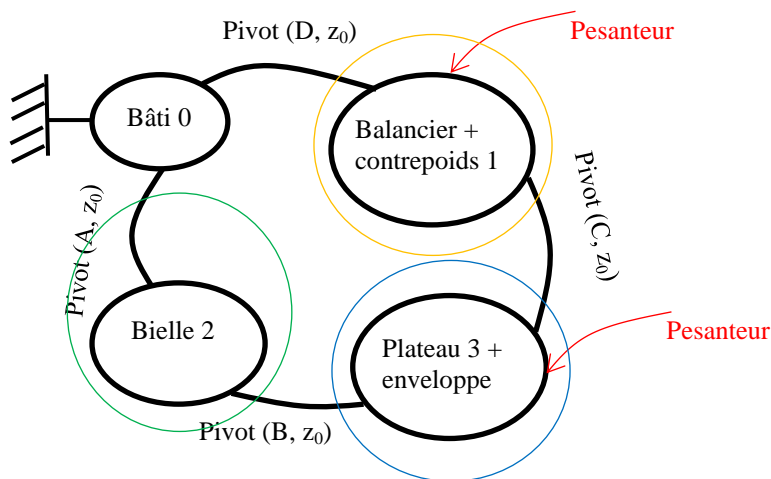 Pivot (D, z0)
Pesanteur
Bâti 0
Balancier +
contrepoids 1
Pivot (A, z0)
Pivot (C, z0)
Bielle 2
Plateau 3 +
enveloppe
Pesanteur
Pivot (B, z0)